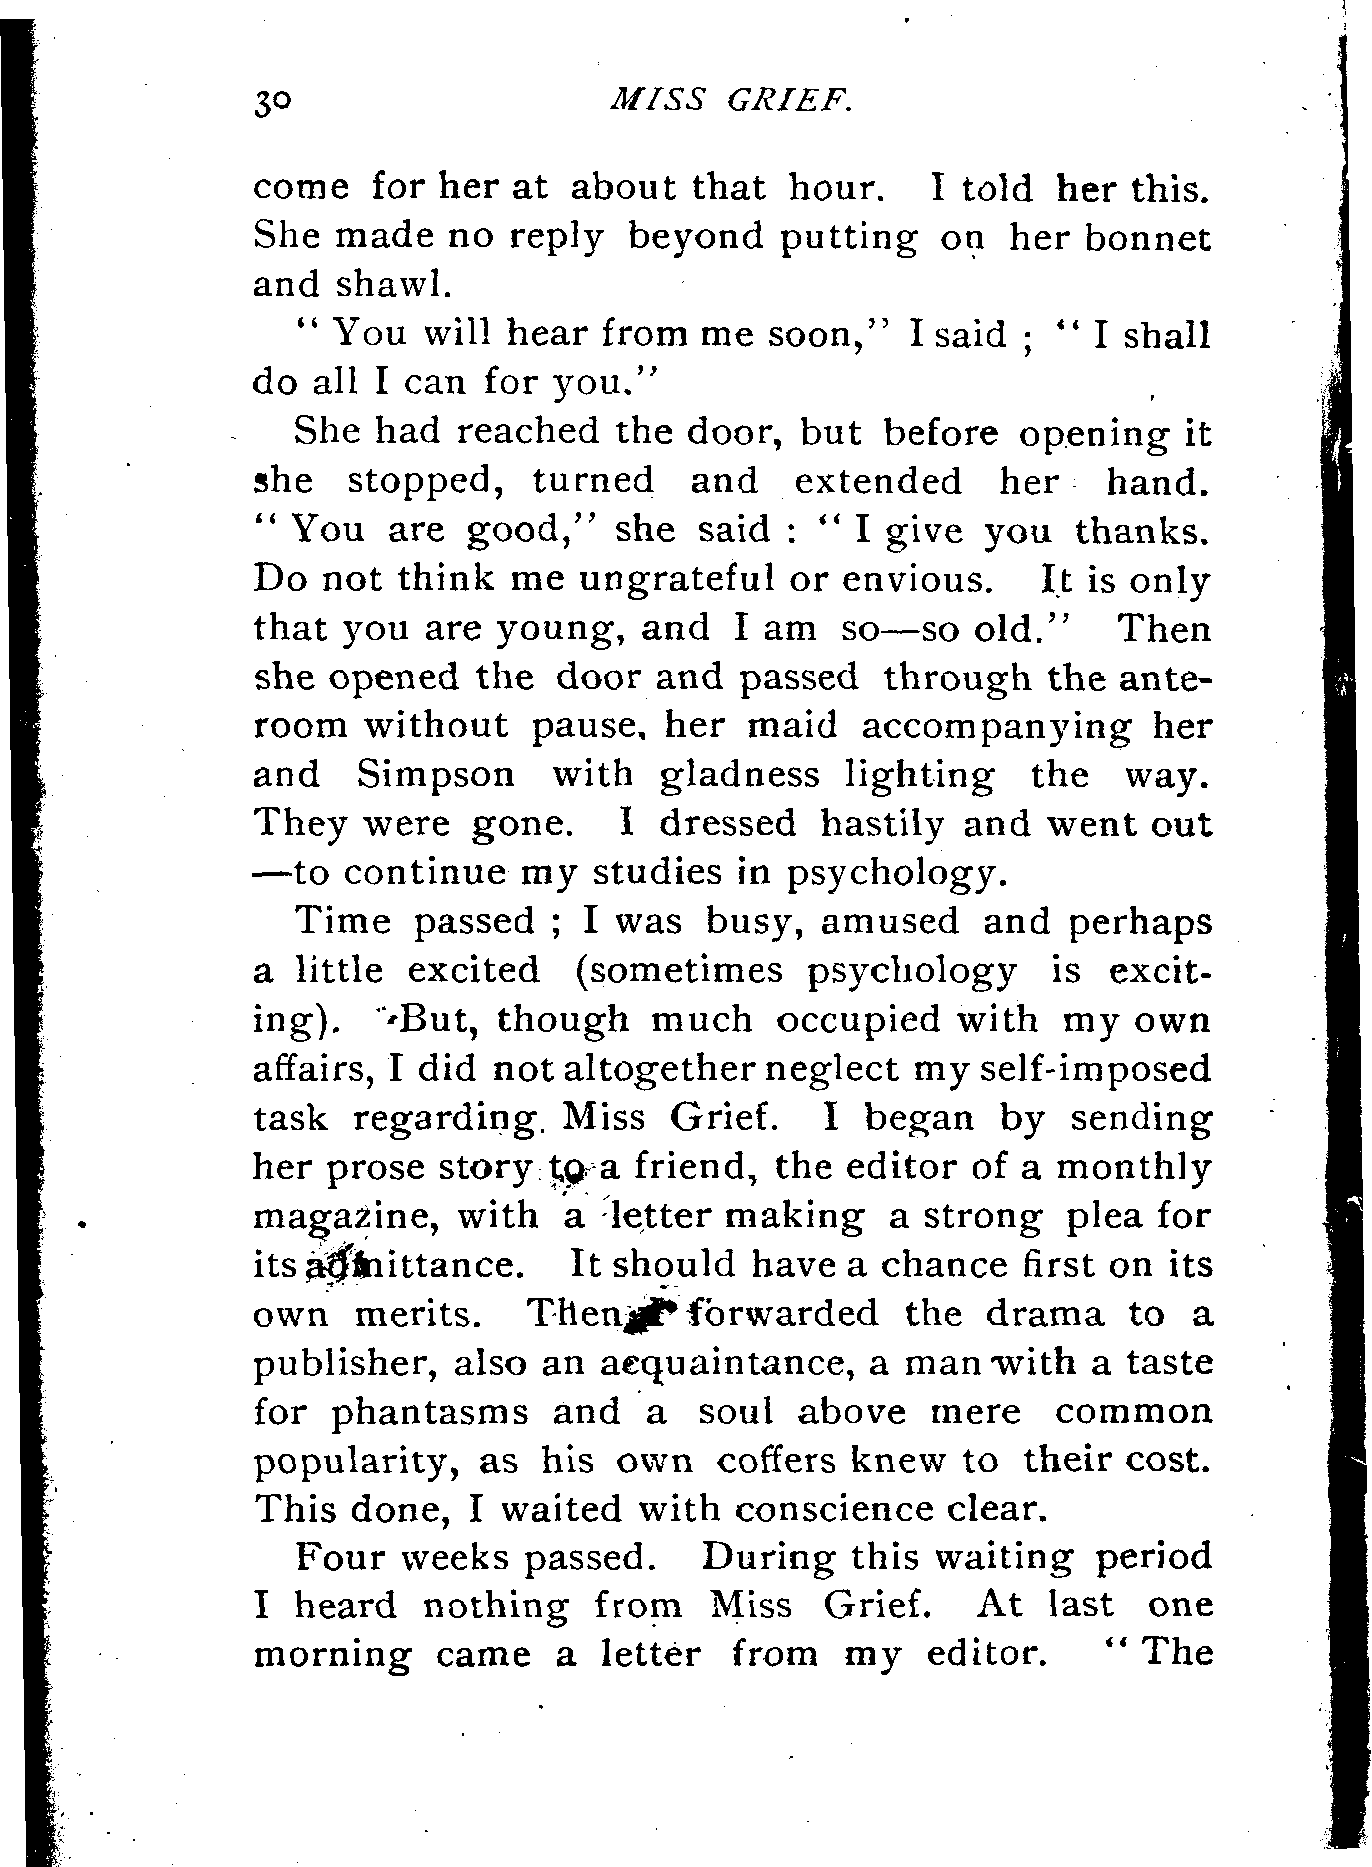 30 MISS GRIEF.
come for her at about that hour. I told her this.
She made no reply beyond putting on her bonnet
and shawl.
“ You will hear from me soon,” I said ; “ I shall
do all I can for you.”
She had reached the door, but before opening it
she stopped, turned and extended her hand.
“ You are good,” she said : “ I give you thanks.
Do not think me ungrateful or envious. It is only
that you are young, and I am so—so old.” Then
she opened the door and passed through the ante-
room without pause, her maid accompanying her
and Simpson with gladness lighting the way.
They were gone. I dressed hastily and went out
—to continue my studies in psychology.
Time passed ; I was busy, amused and perhaps
a little excited (sometimes psychology is excit-
ing). But, though much occupied with my own
affairs, I did not altogether neglect my self-imposed
task regarding Miss Grief. I began by sending
her prose story to a friend, the editor of a monthly
magazine, with a letter making a strong plea for
its admittance. It should have a chance first on its
own merits. Then forwarded the drama to a
publisher, also an acquaintance, a man with a taste
for phantasms and a soul above mere common
popularity, as his own coffers knew to their cost.
This done, I waited with conscience clear.
Four weeks passed. During this waiting period
I heard nothing from Miss Grief. At last one
morning came a letter from my editor. “ The